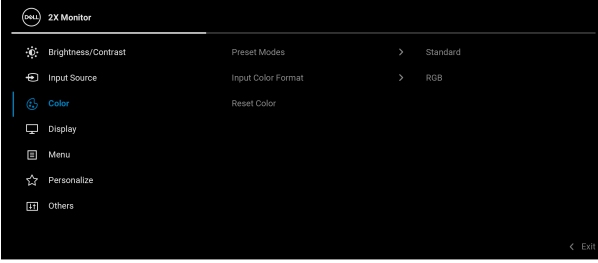 DELL 2X Monitor
Brightness/Contrast Preset Modes > Standard
Input Source Input Color Format > RGB
Color Reset Color
Display
Menu
Personalize
Others
< Exit